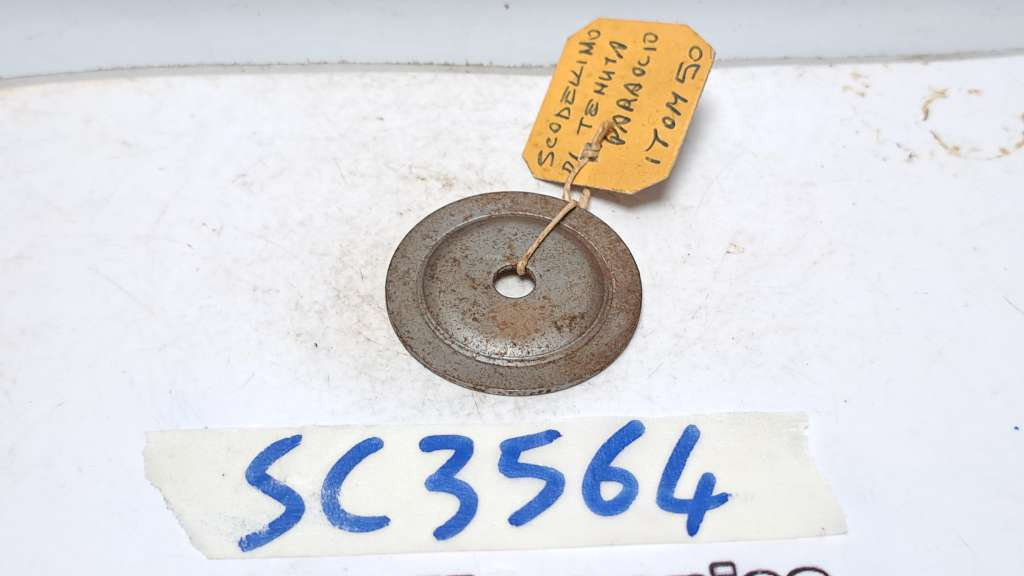 SCODELLINO
DI TENUTA
PARAOLIO
ITOM 50
SC3564